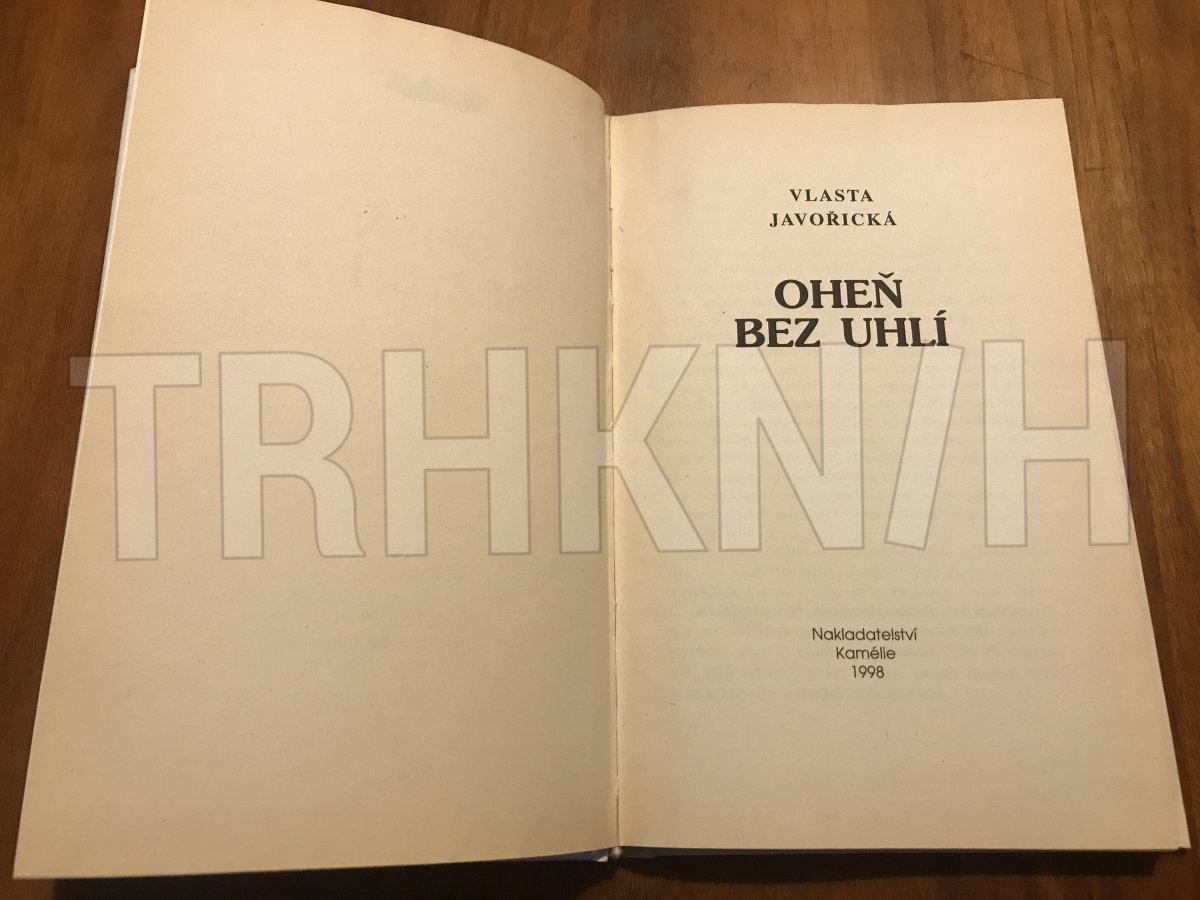 VLASTA
JAVOŘICKÁ
OHEŇ
BEZ UHLÍ
TRHKNIH
Nakladatelství
Kamélie
1998